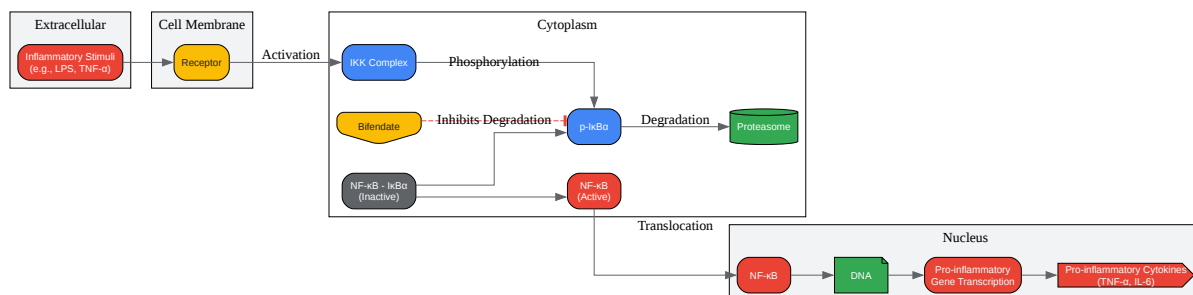 Extracellular
Inflammatory Stimuli
(e.g., LPS, TNF-α)
Cell Membrane
Receptor
Activation
Cytoplasm
IKK Complex
Phosphorylation
Bifendate
Inhibits Degradation
p-IκBα
Degradation
Proteasome
NF-κB - IκBα
(Inactive)
NF-κB
(Active)
Translocation
Nucleus
NF-κB
DNA
Pro-inflammatory
Gene Transcription
Pro-inflammatory Cytokines
(TNF-α, IL-6)